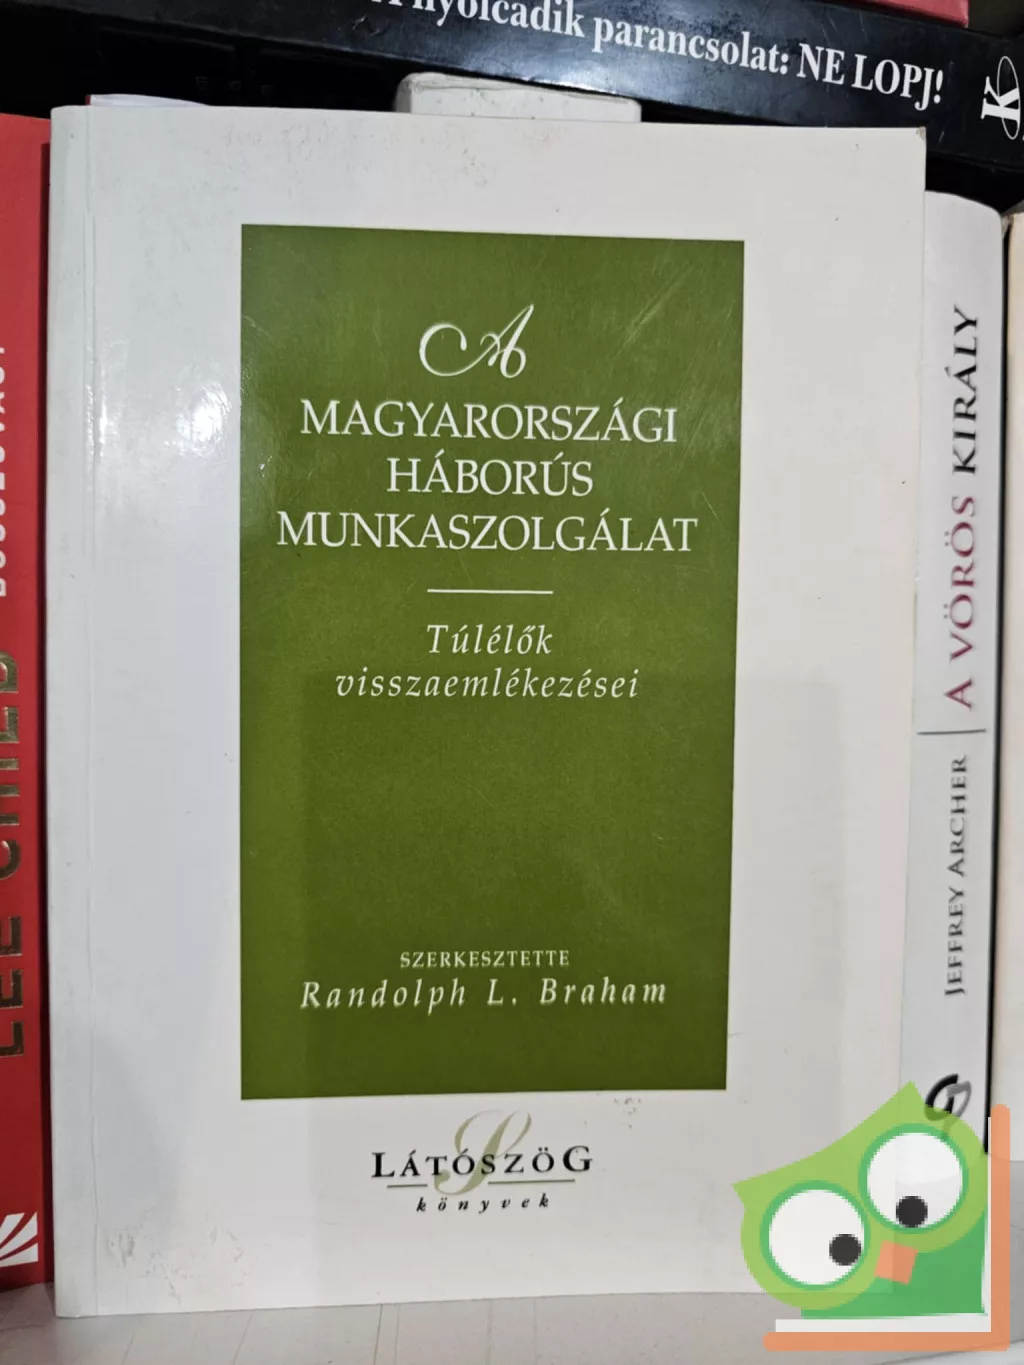 nyolcadik parancsolat: NE LOPJ!
K
A
MAGYARORSZÁGI
HÁBORÚS
MUNKASZOLGÁLAT
Túlélők
visszaemlékezései
SZERKESZTETTE
Randolph L. Braham
LÁTÓSZÖG
könyvek
JEFFREY ARCHER
A VÖRÖS KIRÁLY
LEE CHILD